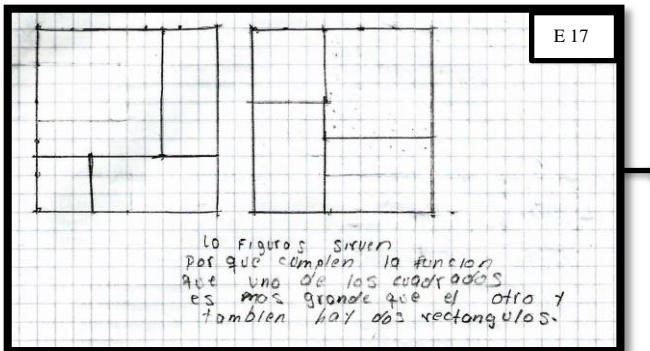 E 17
lo Figuras sirven
Por que complen la funcion
que uno de los cuadrados
es mas grande que el otro y
tambien hay dos rectangulos.